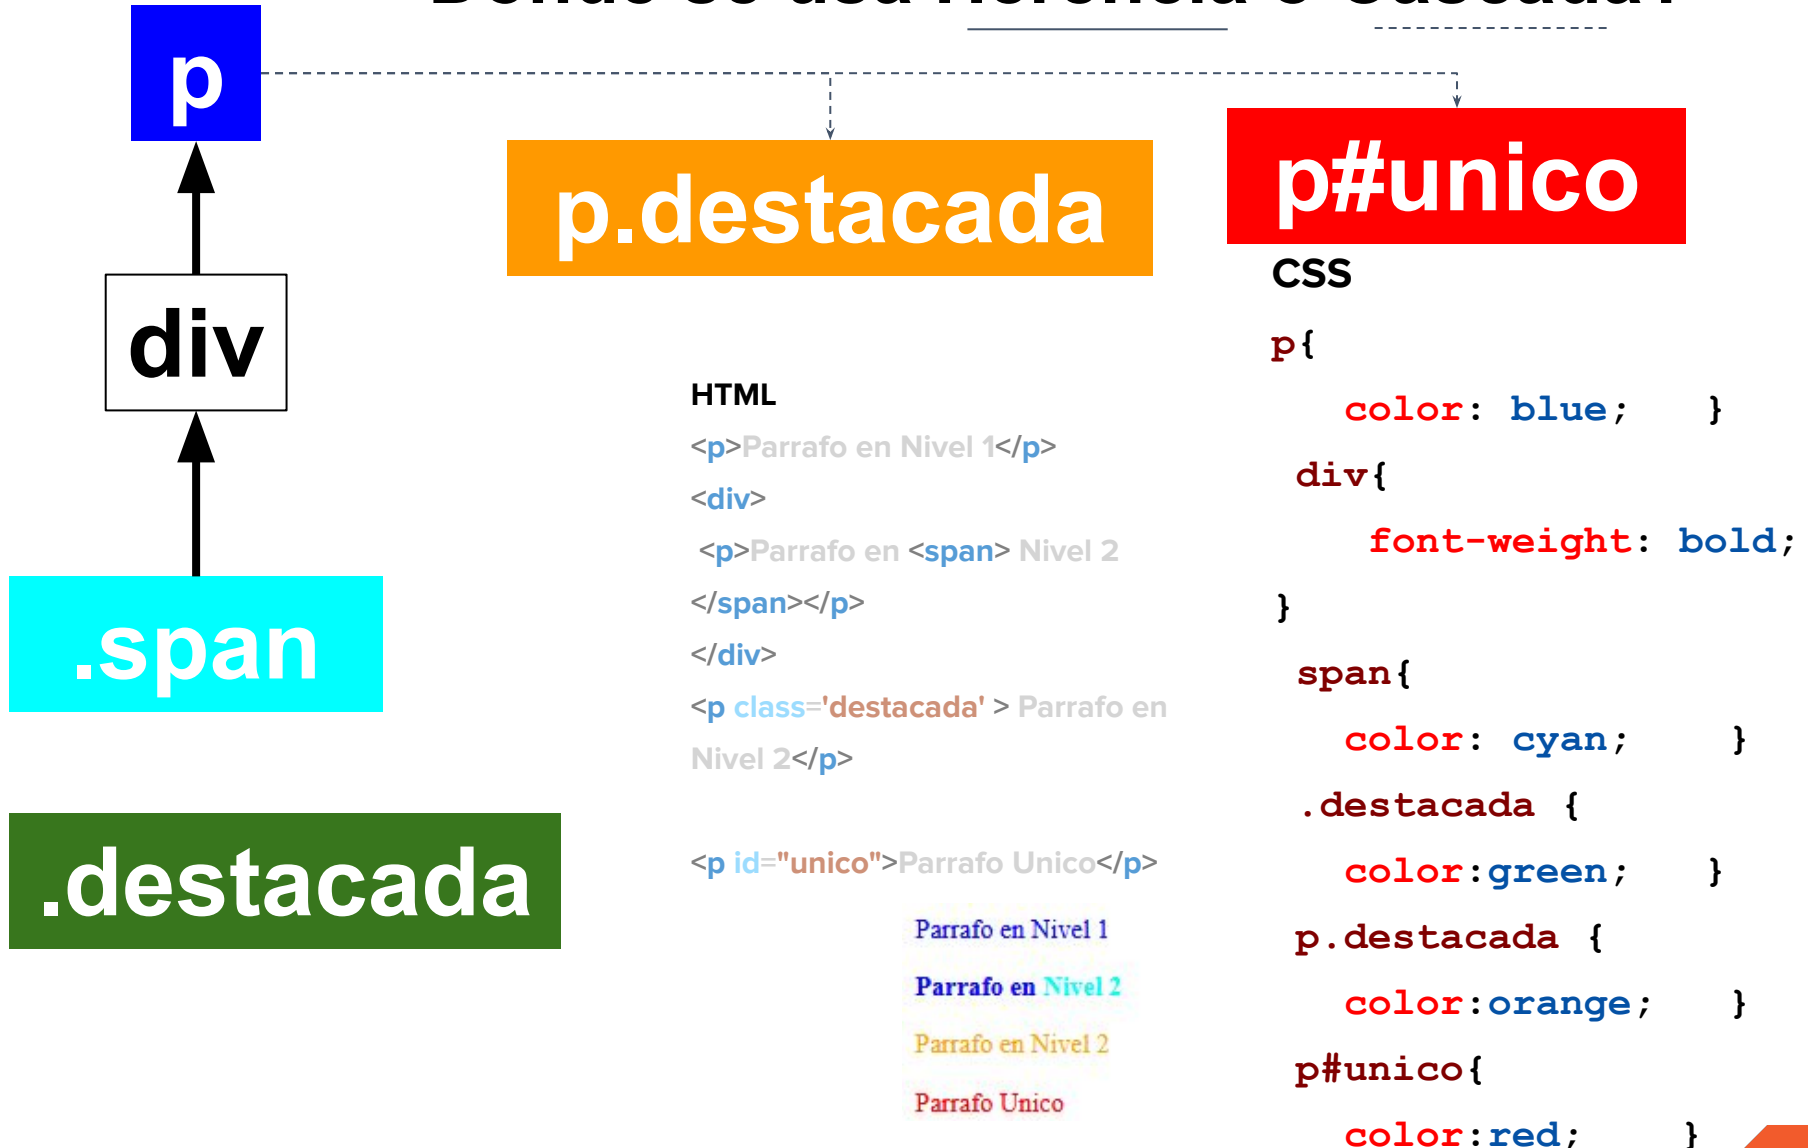 p
p.destacada
p#unico
div
.span
.destacada
HTML
<p>Parrafo en Nivel 1</p>
<div>
<p>Parrafo en <span> Nivel 2
</span></p>
</div>
<p class='destacada' > Parrafo en
Nivel 2</p>
<p id="unico">Parrafo Unico</p>
Parrafo en Nivel 1
Parrafo en Nivel 2
Parrafo en Nivel 2
Parrafo Unico
CSS
p{
color: blue; }
div{
font-weight: bold;
}
span{
color: cyan; }
.destacada {
color:green; }
p.destacada {
color:orange; }
p#unico{
color:red; }